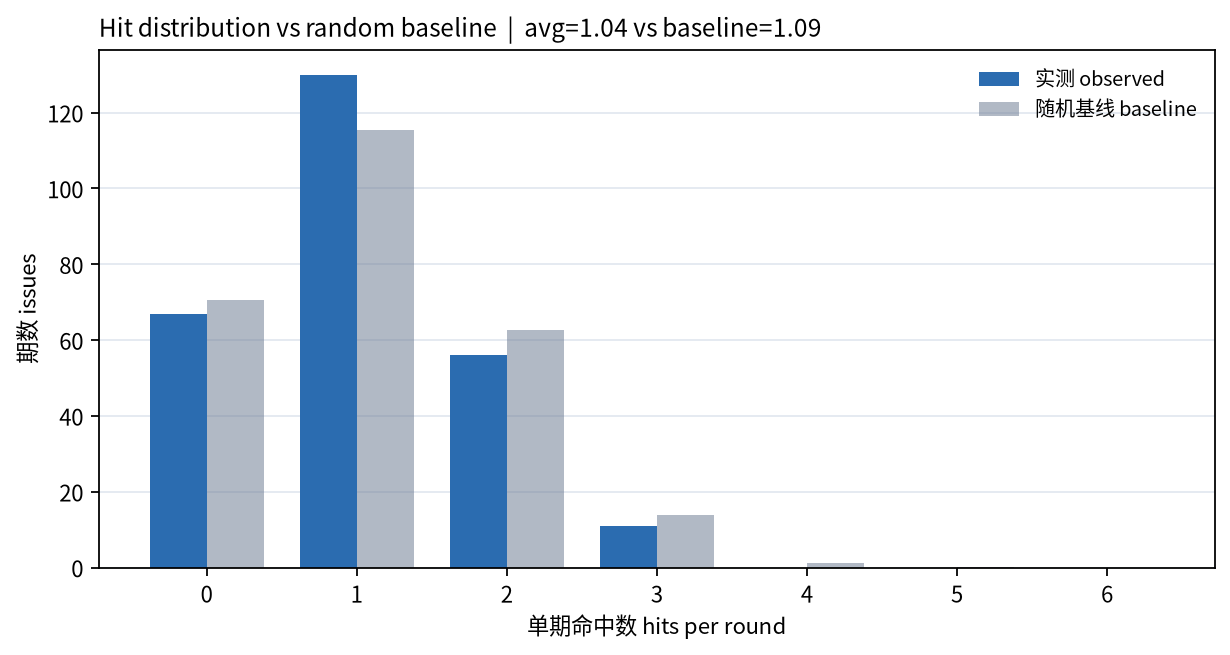 Hit distribution vs random baseline | avg=1.04 vs baseline=1.09
实测 observed
随机基线 baseline
期数 issues
120
100
80
60
40
20
0
0 1 2 3 4 5 6
单期命中数 hits per round